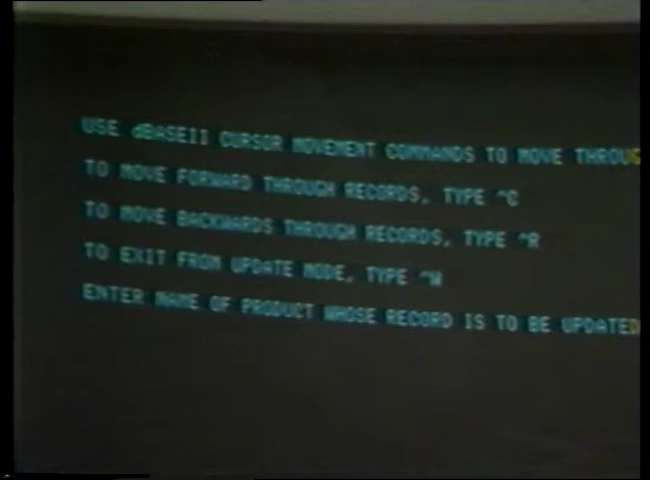 USE dBASEII CURSOR MOVEMENT COMMANDS TO MOVE THROUG
TO MOVE FORWARD THROUGH RECORDS, TYPE ^C
TO MOVE BACKWARDS THROUGH RECORDS, TYPE ^R
TO EXIT FROM UPDATE MODE, TYPE ^W
ENTER NAME OF PRODUCT WHOSE RECORD IS TO BE UPDATED